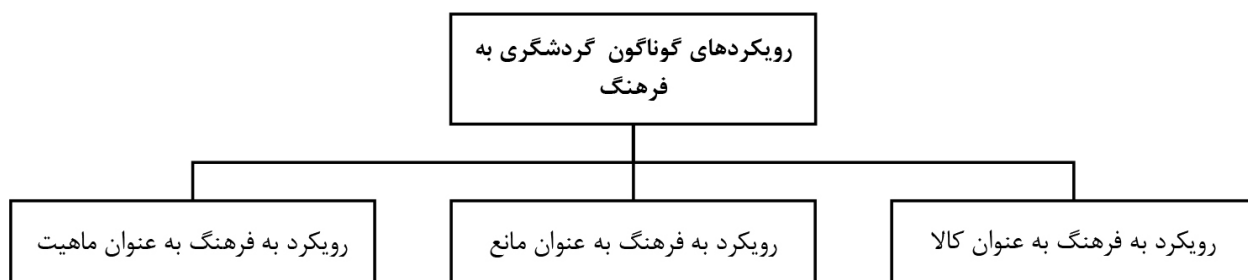 رویکردهای گوناگون گردشگری به
فرهنگ
رویکرد به فرهنگ به عنوان کالا
رویکرد به فرهنگ به عنوان مانع
رویکرد به فرهنگ به عنوان ماهیت